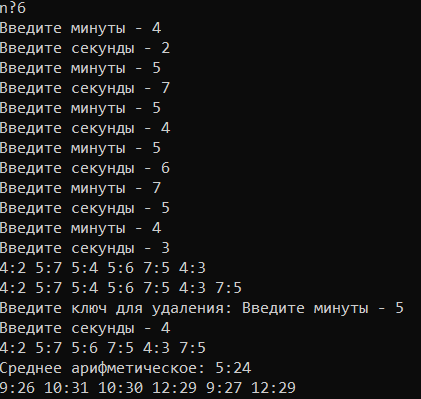 n?6
Введите минуты - 4
Введите секунды - 2
Введите минуты - 5
Введите секунды - 7
Введите минуты - 5
Введите секунды - 4
Введите минуты - 5
Введите секунды - 6
Введите минуты - 7
Введите секунды - 5
Введите минуты - 4
Введите секунды - 3
4:2 5:7 5:4 5:6 7:5 4:3
4:2 5:7 5:4 5:6 7:5 4:3 7:5
Введите ключ для удаления: Введите минуты - 5
Введите секунды - 4
4:2 5:7 5:6 7:5 4:3 7:5
Среднее арифметическое: 5:24
9:26 10:31 10:30 12:29 9:27 12:29